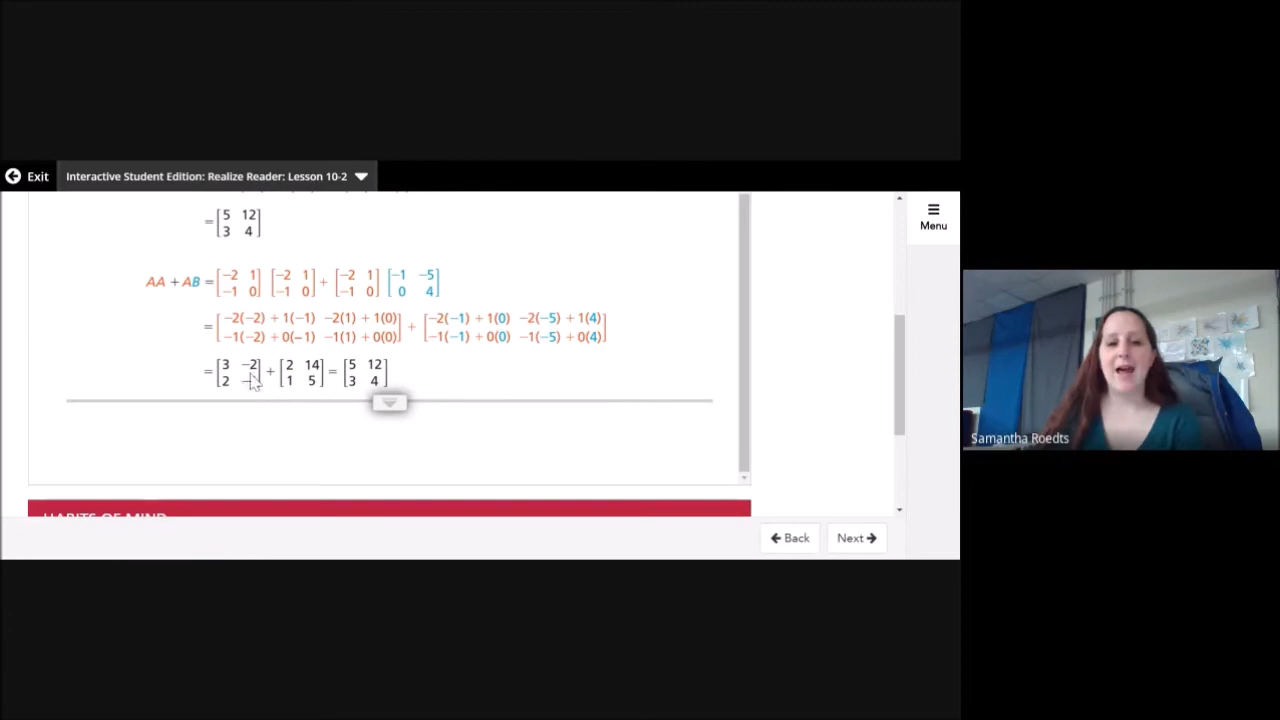 Exit Interactive Student Edition: Realize Reader: Lesson 10-2
Menu
= [5 12
3 4]
AA + AB = [−2 1 [−2 1 + [−2 1 [−1 −5
−1 0] −1 0] −1 0] 0 4]
= [−2(−2) + 1(−1) −2(1) + 1(0) + [−2(−1) + 1(0) −2(−5) + 1(4)
−1(−2) + 0(−1) −1(1) + 0(0)] −1(−1) + 0(0) −1(−5) + 0(4)]
= [3 −2 + [2 14 = [5 12
2 1 5] 3 4]
Samantha Roedts
HABITS OF MIND
Back Next